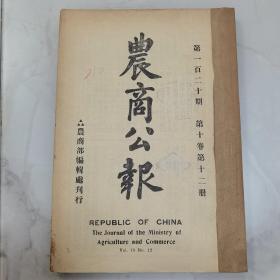 第一百二十期　第十卷第十二册
農商公報
農商部編輯處刊行
REPUBLIC OF CHINA
The Journal of the Ministry of
Agriculture and Commerce
Vol. 10 No. 12